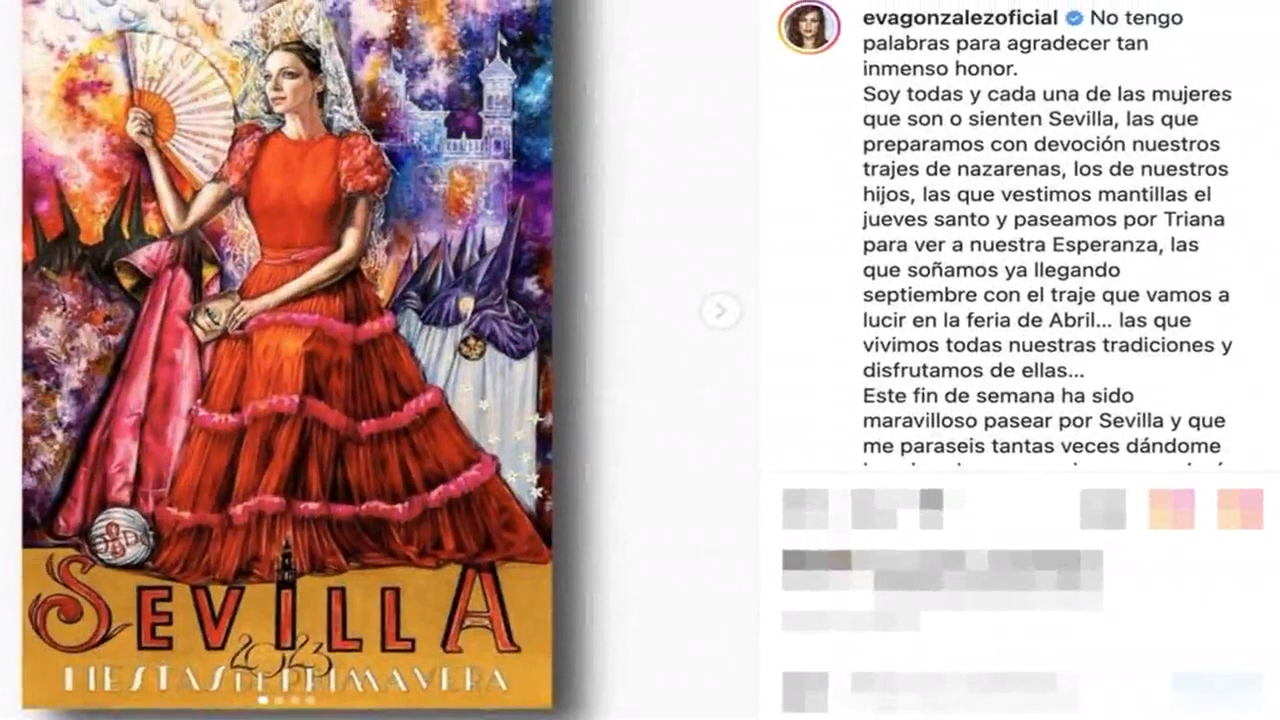 SEVILLA
2023
FIESTAS DE PRIMAVERA
evagonzalezoficial No tengo
palabras para agradecer tan
inmenso honor.
Soy todas y cada una de las mujeres
que son o sienten Sevilla, las que
preparamos con devoción nuestros
trajes de nazarenas, los de nuestros
hijos, las que vestimos mantillas el
jueves santo y paseamos por Triana
para ver a nuestra Esperanza, las
que soñamos ya llegando
septiembre con el traje que vamos a
lucir en la feria de Abril... las que
vivimos todas nuestras tradiciones y
disfrutamos de ellas...
Este fin de semana ha sido
maravilloso pasear por Sevilla y que
me paraseis tantas veces dándome